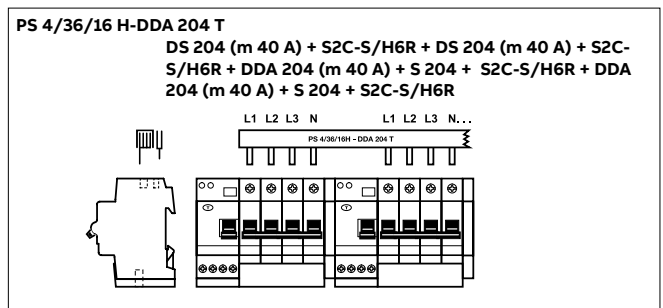 PS 4/36/16 H-DDA 204 T
DS 204 (m 40 A) + S2C-S/H6R + DS 204 (m 40 A) + S2C-
S/H6R + DDA 204 (m 40 A) + S 204 + S2C-S/H6R + DDA
204 (m 40 A) + S 204 + S2C-S/H6R
L1 L2 L3 N L1 L2 L3 N...
PS 4/36/16H - DDA 204 T
T T